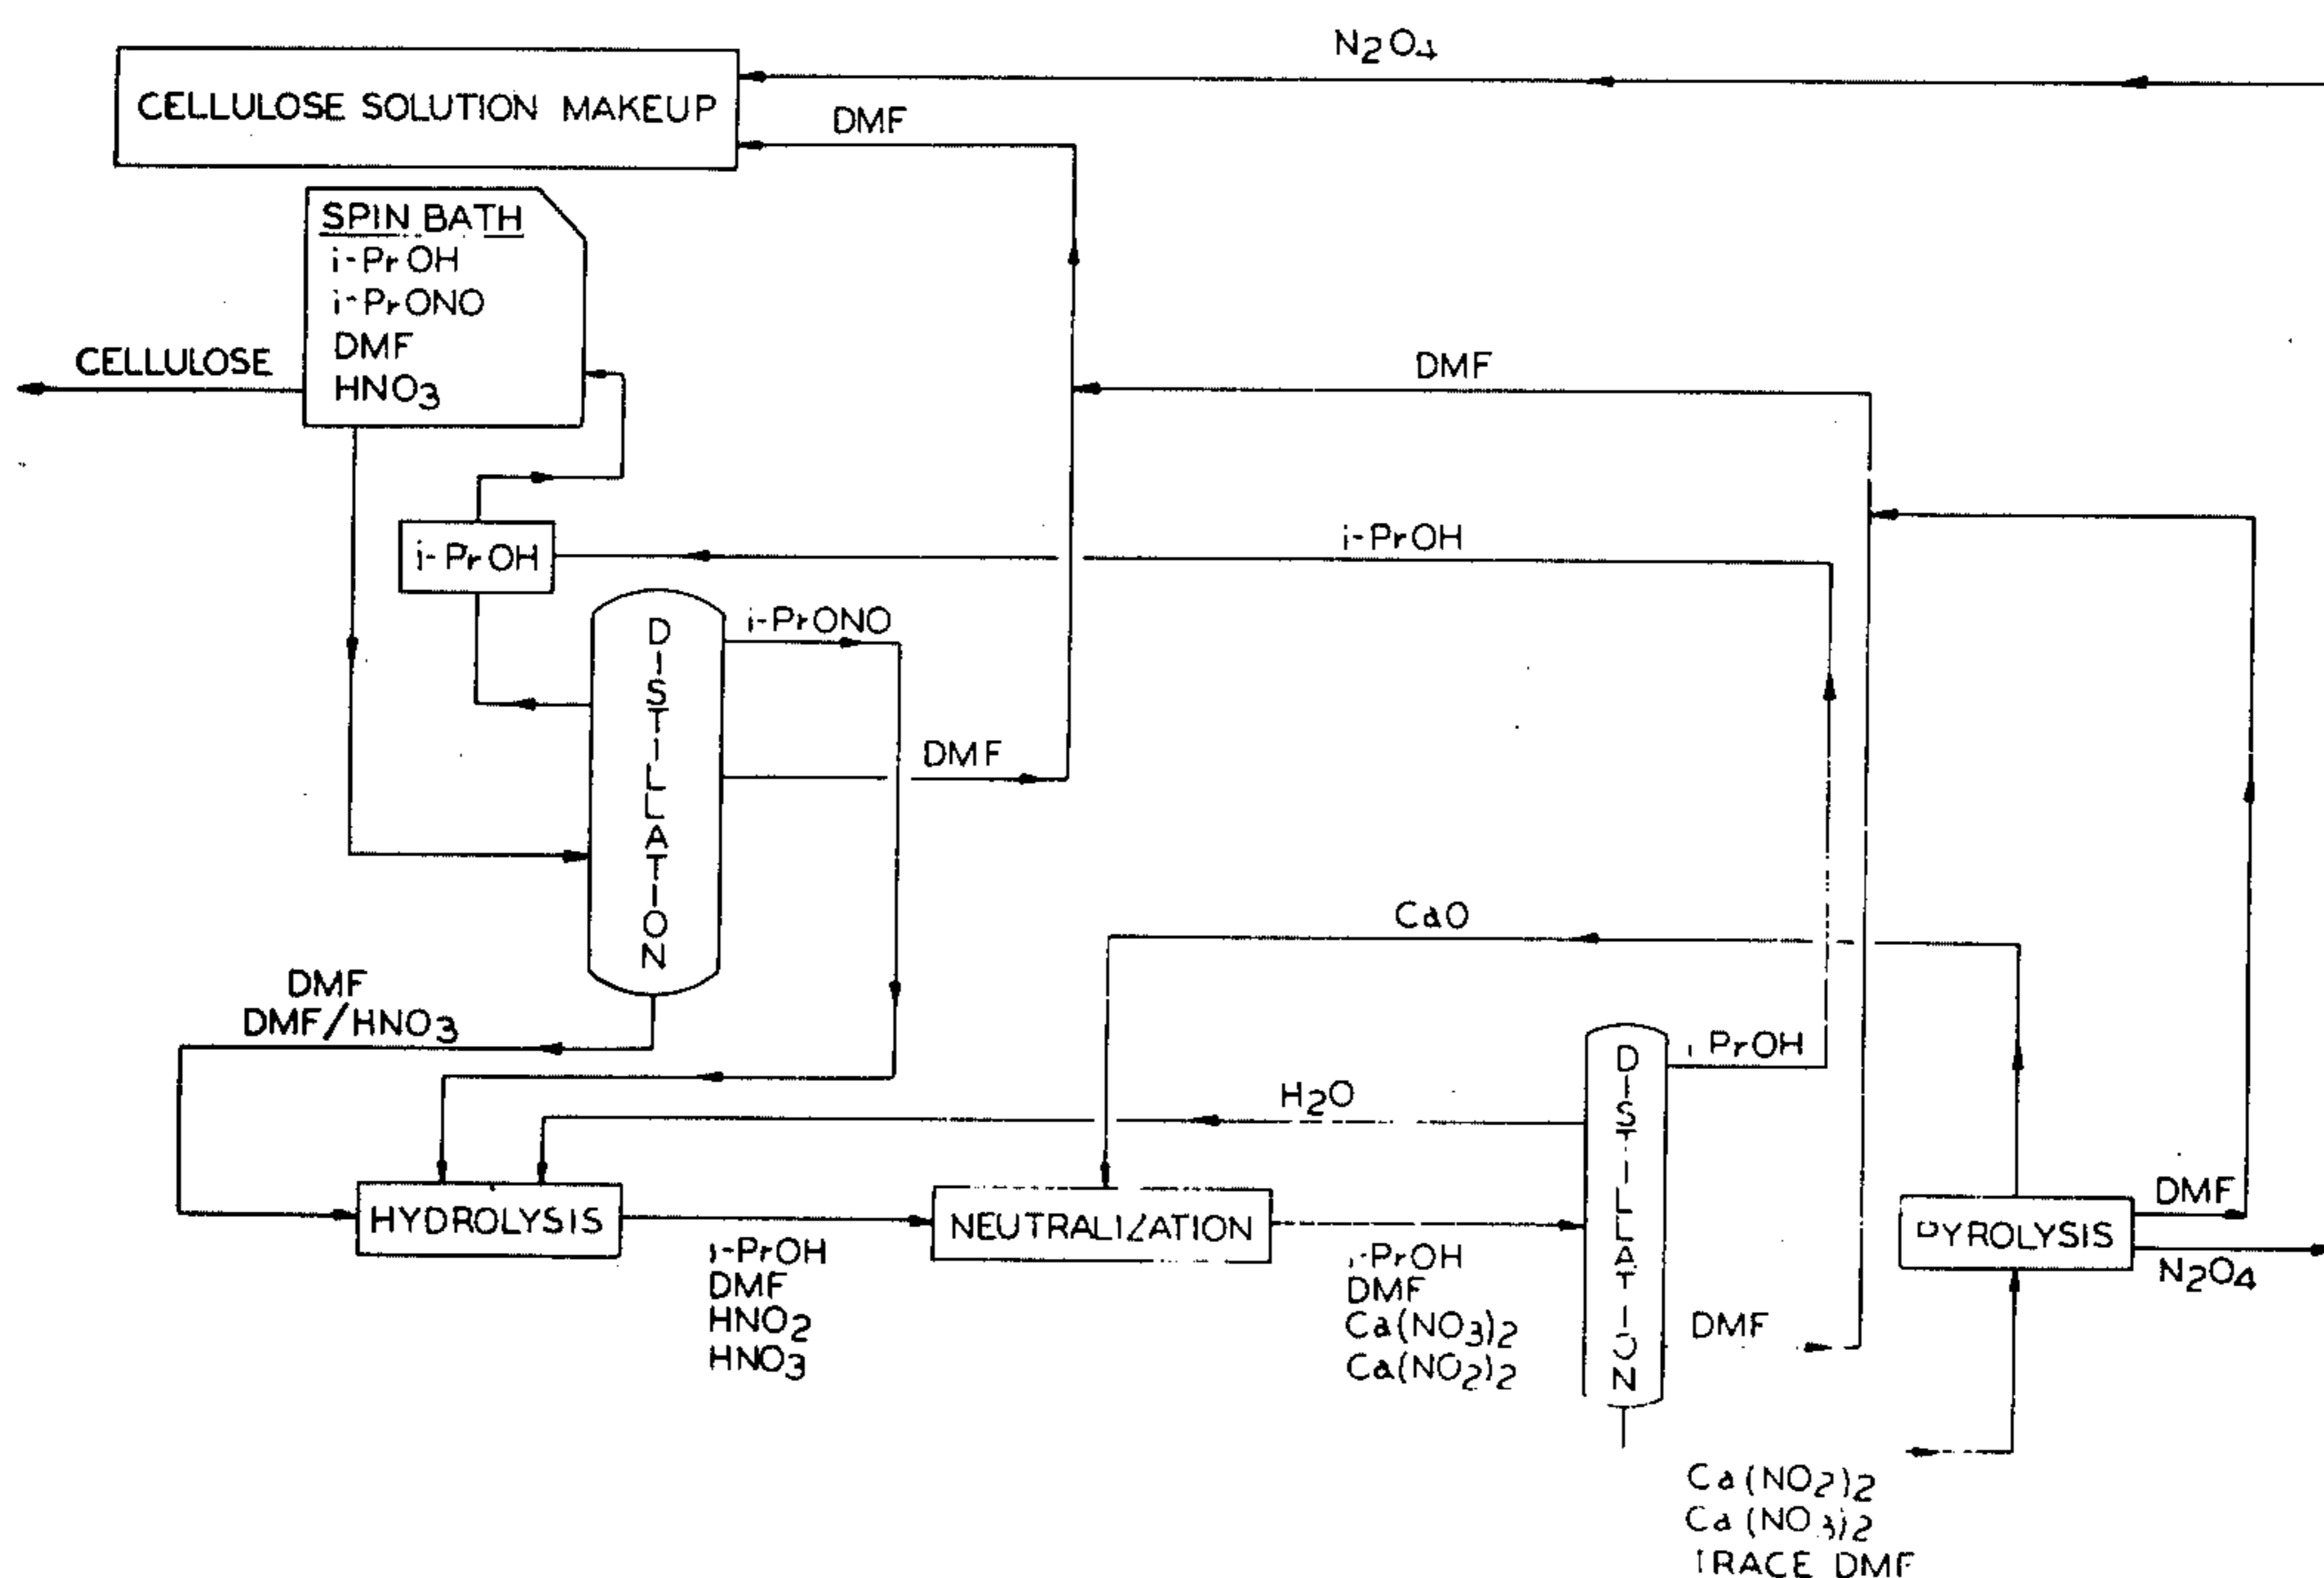 N2O4
CELLULOSE SOLUTION MAKEUP
DMF
SPIN BATH
i-PrOH
i-PrONO
DMF
HNO3
CELLULOSE
DMF
i-PrOH
i-PrOH
i-PrONO
DISTILLATION
DMF
CaO
DMF
DMF/HNO3
i PrOH
DISTILLATION
H2O
HYDROLYSIS
NEUTRALIZATION
PYROLYSIS
DMF
N2O4
i-PrOH
DMF
HNO2
HNO3
i-PrOH
DMF
Ca(NO3)2
Ca(NO2)2
DMF
Ca(NO2)2
Ca(NO3)2
TRACE DMF